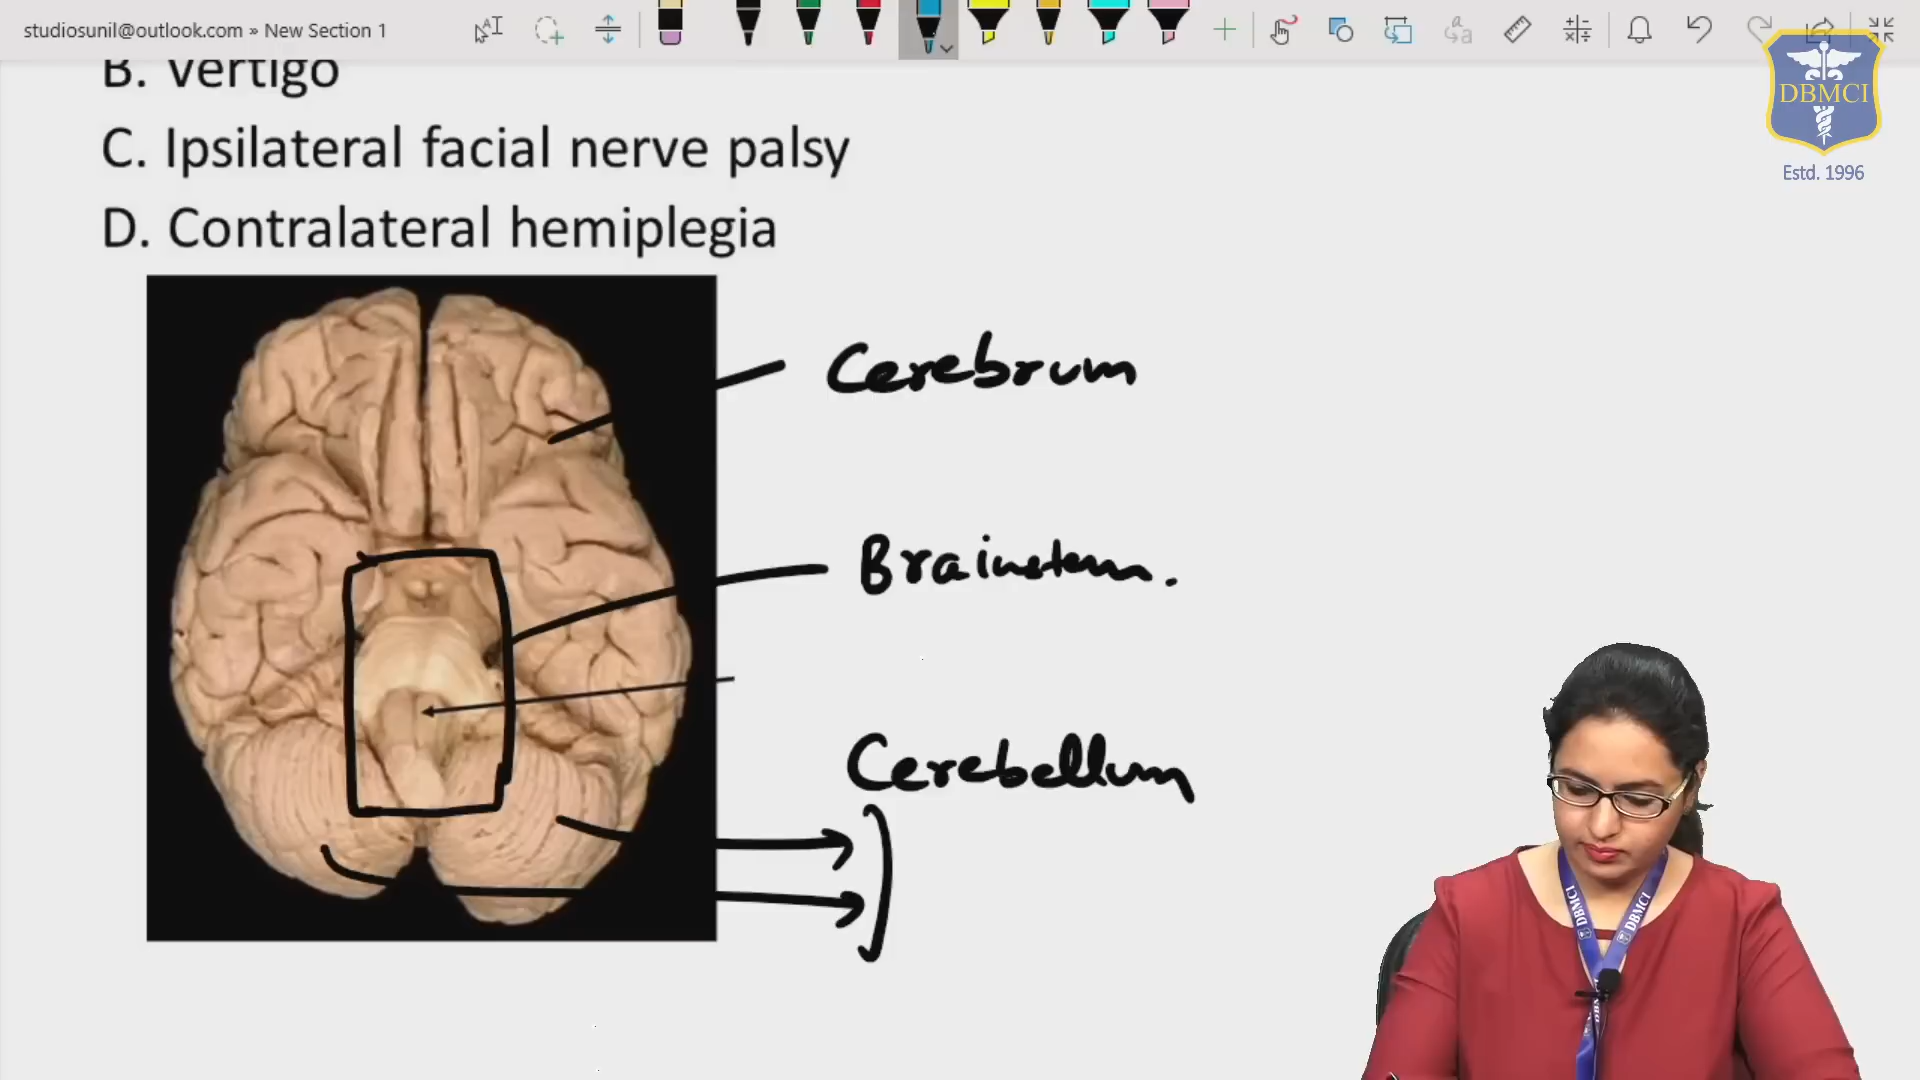 studiosunil@outlook.com » New Section 1
B. Vertigo
C. Ipsilateral facial nerve palsy
D. Contralateral hemiplegia
DBMCI
Estd. 1996
Cerebrum
Brainstem.
Cerebellum
DBMCI
DBMCI